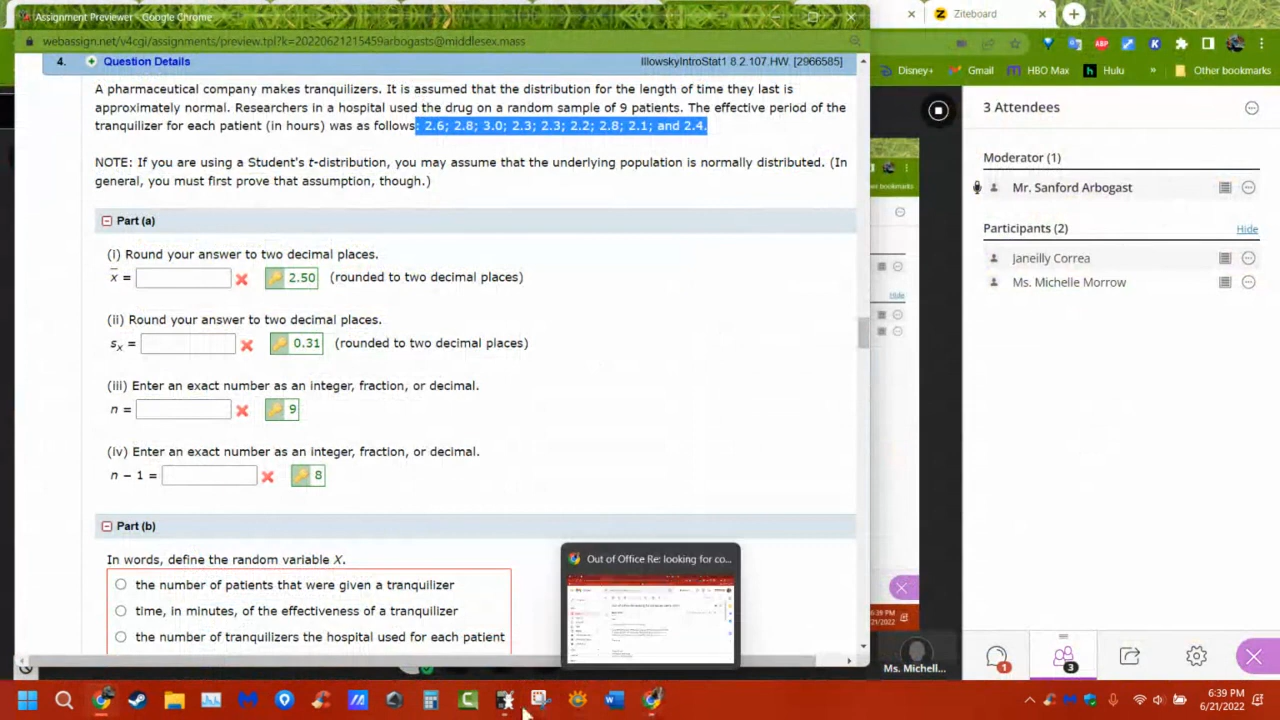 Assignment Previewer - Google Chrome
Ziteboard
webassign.net/v4cgi/assignments/preview.tpl?k=20220621215459arbogasts@middlesex.mass
ABP
Disney+ Gmail HBO Max Hulu » Other bookmarks
4. Question Details IllowskyIntroStat1 8.2.107.HW. [2966585]
A pharmaceutical company makes tranquilizers. It is assumed that the distribution for the length of time they last is
approximately normal. Researchers in a hospital used the drug on a random sample of 9 patients. The effective period of the
tranquilizer for each patient (in hours) was as follows: 2.6; 2.8; 3.0; 2.3; 2.3; 2.2; 2.8; 2.1; and 2.4.
NOTE: If you are using a Student's t-distribution, you may assume that the underlying population is normally distributed. (In
general, you must first prove that assumption, though.)
Part (a)
(i) Round your answer to two decimal places.
x̅ = 2.50 (rounded to two decimal places)
(ii) Round your answer to two decimal places.
sx = 0.31 (rounded to two decimal places)
(iii) Enter an exact number as an integer, fraction, or decimal.
n = 9
(iv) Enter an exact number as an integer, fraction, or decimal.
n − 1 = 8
Part (b)
In words, define the random variable X.
the number of patients that were given a tranquilizer
time, in minutes, of the effectiveness of a tranquilizer
the number of tranquilizers the hospital used for each patient
Out of Office Re: looking for co...
Hide
6:39 PM
Ms. Michell...
3 Attendees
Moderator (1)
Mr. Sanford Arbogast
Participants (2) Hide
Janeilly Correa
Ms. Michelle Morrow
1
3
6:39 PM
6/21/2022